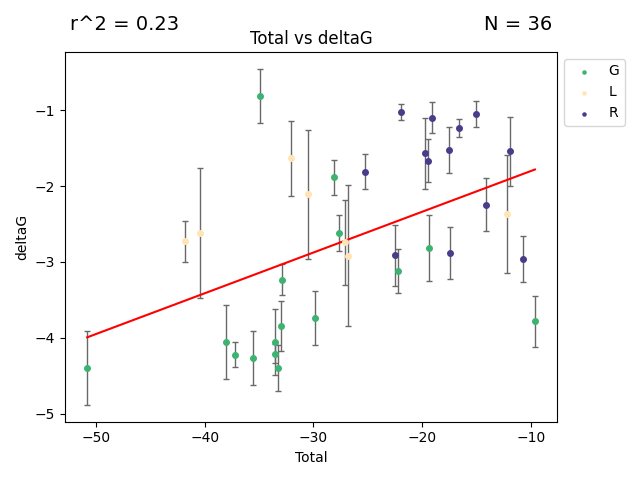 r^2 = 0.23
N = 36
Total vs deltaG
G
L
R
−1
−2
−3
−4
−5
deltaG
−50
−40
−30
−20
−10
Total